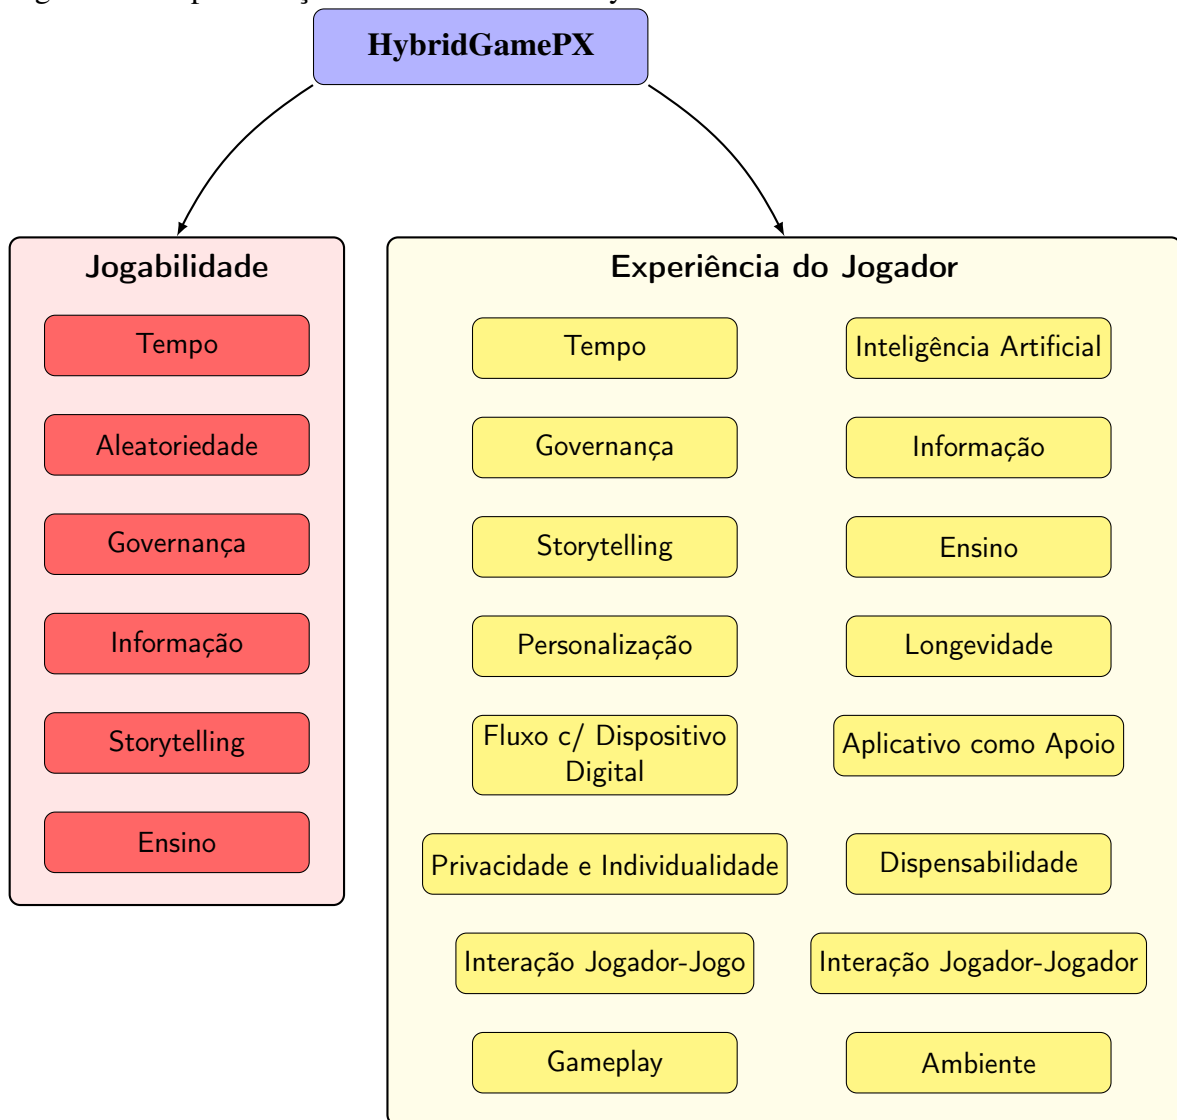 HybridGamePX
Jogabilidade
Tempo
Aleatoriedade
Governança
Informação
Storytelling
Ensino
Experiência do Jogador
Tempo
Inteligência Artificial
Governança
Informação
Storytelling
Ensino
Personalização
Longevidade
Fluxo c/ Dispositivo
Digital
Aplicativo como Apoio
Privacidade e Individualidade
Dispensabilidade
Interação Jogador-Jogo
Interação Jogador-Jogador
Gameplay
Ambiente